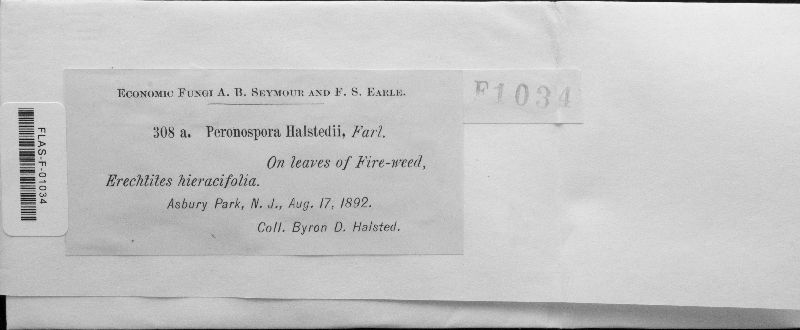 Economic Fungi A. B. Seymour and F. S. Earle.
F1034
308 a. Peronospora Halstedii, Farl.
On leaves of Fire-weed,
Erechtites hieracifolia.
Asbury Park, N. J., Aug. 17, 1892.
Coll. Byron D. Halsted.
FLAS-F-01034